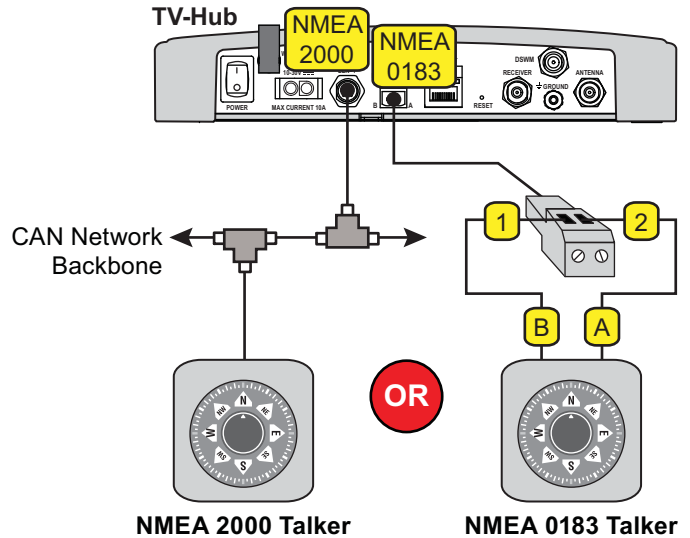 TV-Hub
NMEA
2000
NMEA
0183
DSWM
RECEIVER
ANTENNA
GROUND
10-30V
POWER
MAX CURRENT 10A
B
A
RESET
1
2
CAN Network
Backbone
B
A
OR
N
NE
E
SE
S
SW
W
NW
N
NE
E
SE
S
SW
W
NW
NMEA 2000 Talker
NMEA 0183 Talker